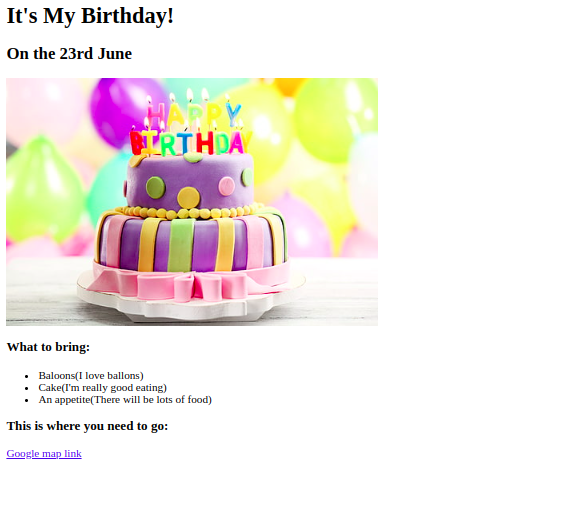 It's My Birthday!
On the 23rd June
HAPPY
BIRTHDAY
What to bring:
Baloons(I love ballons)
Cake(I'm really good eating)
An appetite(There will be lots of food)
This is where you need to go:
Google map link